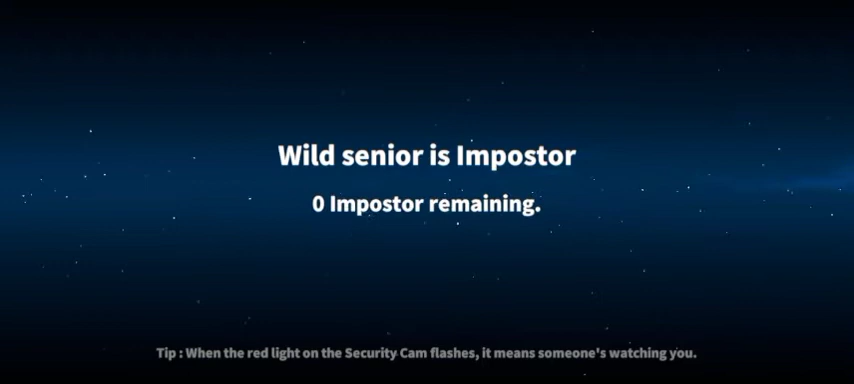 Wild senior is Impostor
0 Impostor remaining.
Tip : When the red light on the Security Cam flashes, it means someone's watching you.